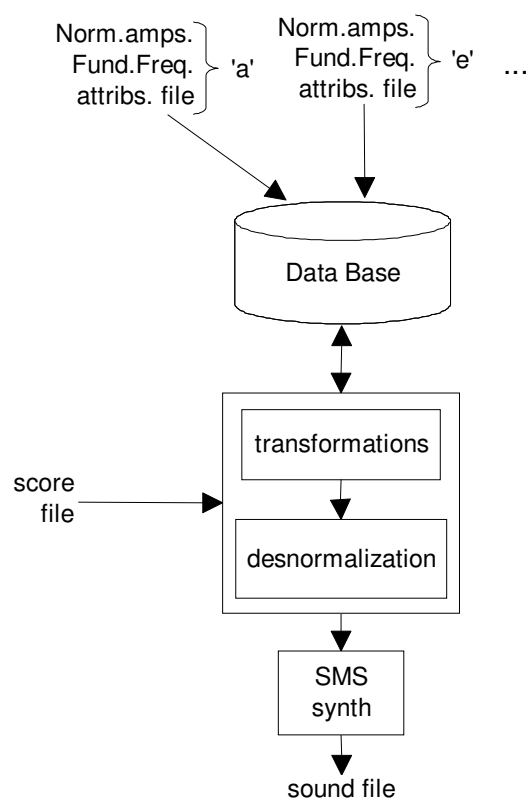 Norm.amps.
Fund.Freq.
attribs. file
'a'
Norm.amps.
Fund.Freq.
attribs. file
'e'
...
Data Base
transformations
score
file
desnormalization
SMS
synth
sound file